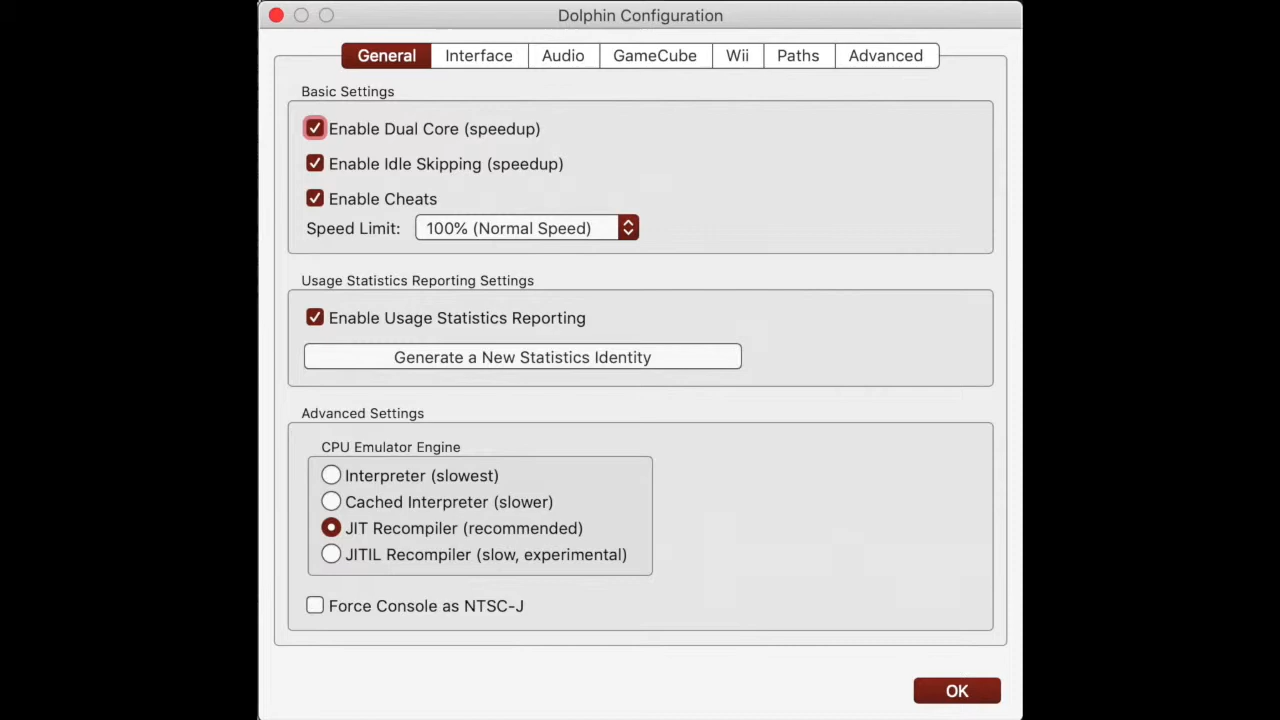 Dolphin Configuration
General Interface Audio GameCube Wii Paths Advanced
Basic Settings
Enable Dual Core (speedup)
Enable Idle Skipping (speedup)
Enable Cheats
Speed Limit: 100% (Normal Speed)
Usage Statistics Reporting Settings
Enable Usage Statistics Reporting
Generate a New Statistics Identity
Advanced Settings
CPU Emulator Engine
Interpreter (slowest)
Cached Interpreter (slower)
JIT Recompiler (recommended)
JITIL Recompiler (slow, experimental)
Force Console as NTSC-J
OK